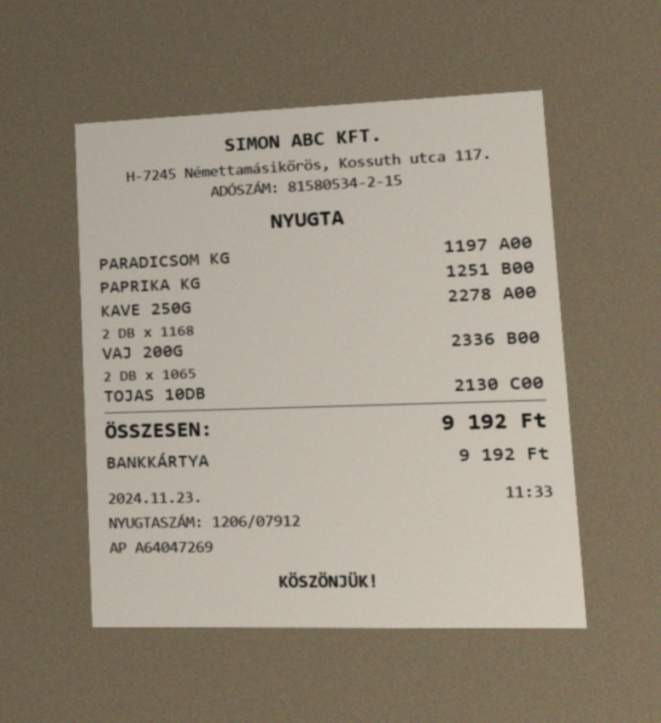 SIMON ABC KFT.
H-7245 Némettamásikőrös, Kossuth utca 117.
ADÓSZÁM: 81580534-2-15
NYUGTA
PARADICSOM KG 1197 A00
PAPRIKA KG 1251 B00
KAVE 250G 2278 A00
2 DB x 1168
VAJ 200G 2336 B00
2 DB x 1065
TOJAS 10DB 2130 C00
ÖSSZESEN: 9 192 Ft
BANKKÁRTYA 9 192 Ft
2024.11.23. 11:33
NYUGTASZÁM: 1206/07912
AP A64047269
KÖSZÖNJÜK!